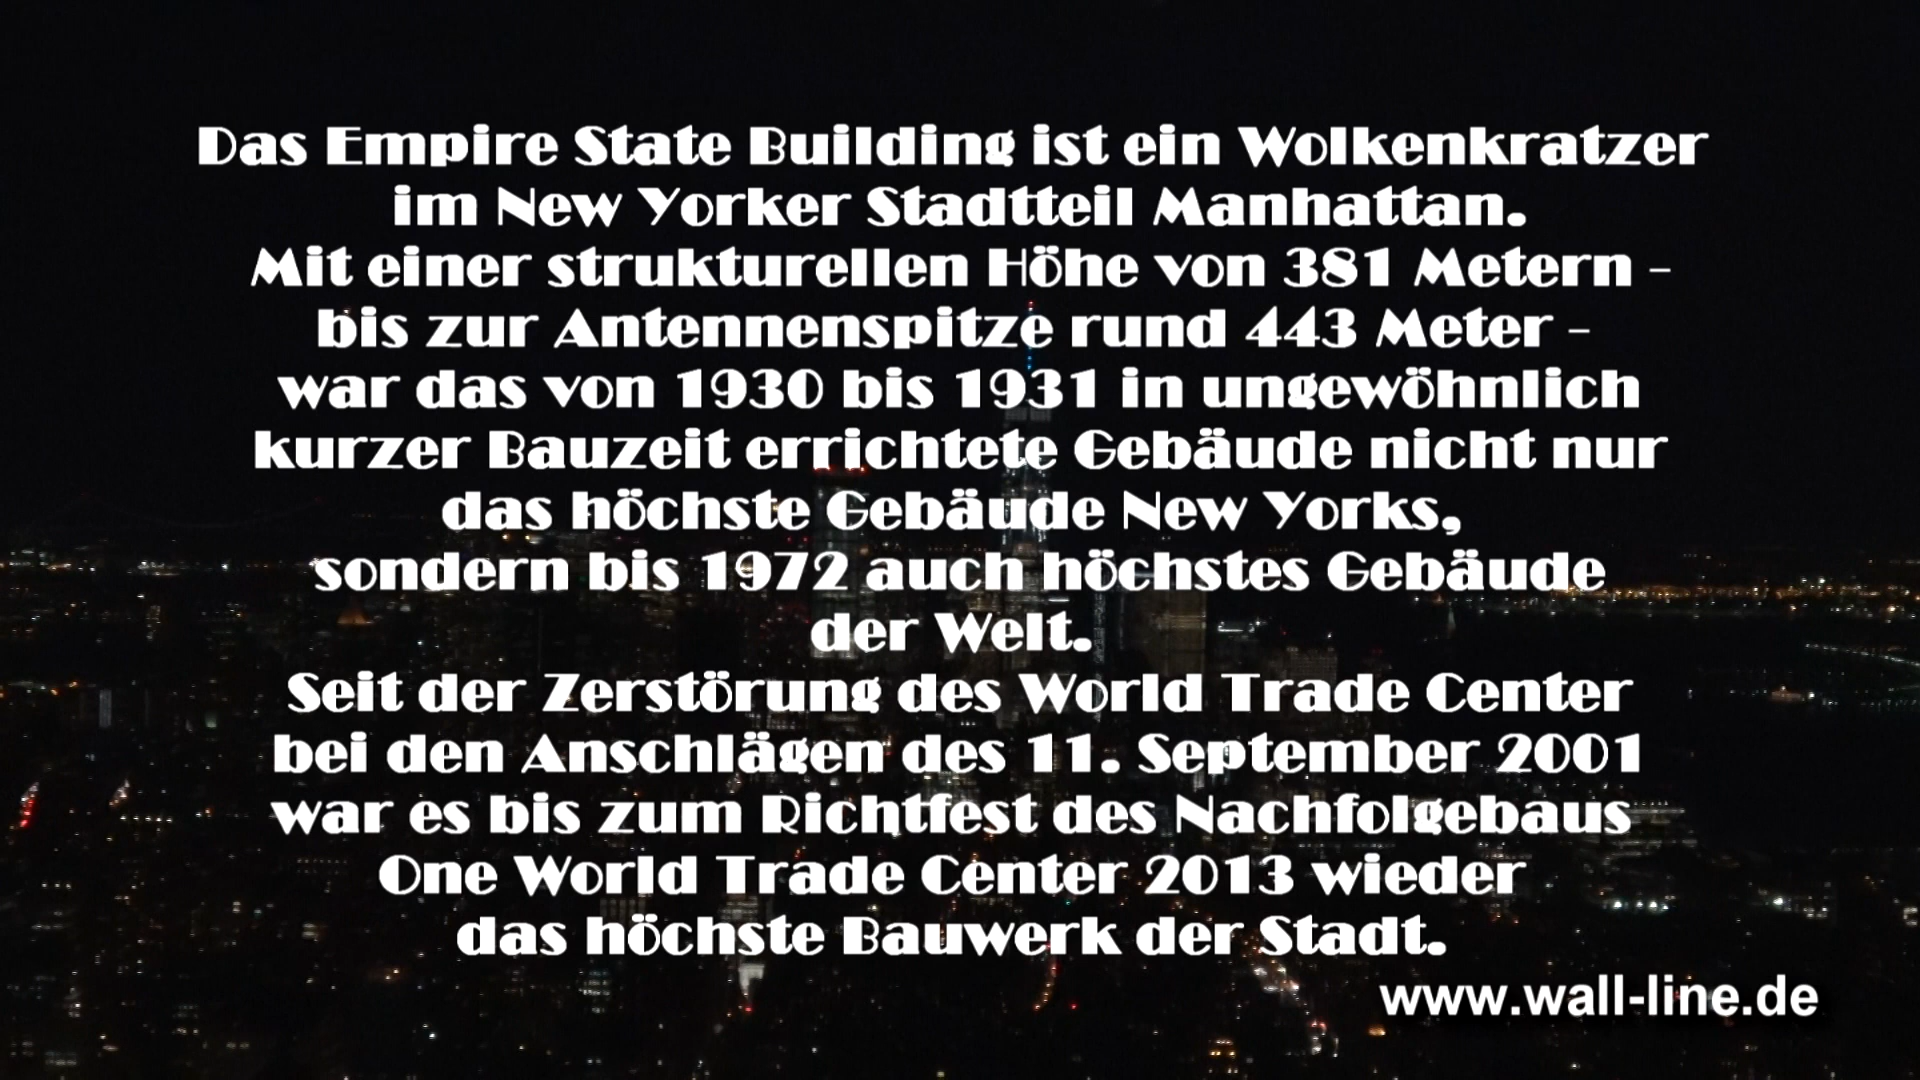 Das Empire State Building ist ein Wolkenkratzer
im New Yorker Stadtteil Manhattan.
Mit einer strukturellen Höhe von 381 Metern -
bis zur Antennenspitze rund 443 Meter -
war das von 1930 bis 1931 in ungewöhnlich
kurzer Bauzeit errichtete Gebäude nicht nur
das höchste Gebäude New Yorks,
sondern bis 1972 auch höchstes Gebäude
der Welt.
Seit der Zerstörung des World Trade Center
bei den Anschlägen des 11. September 2001
war es bis zum Richtfest des Nachfolgebaus
One World Trade Center 2013 wieder
das höchste Bauwerk der Stadt.
www.wall-line.de